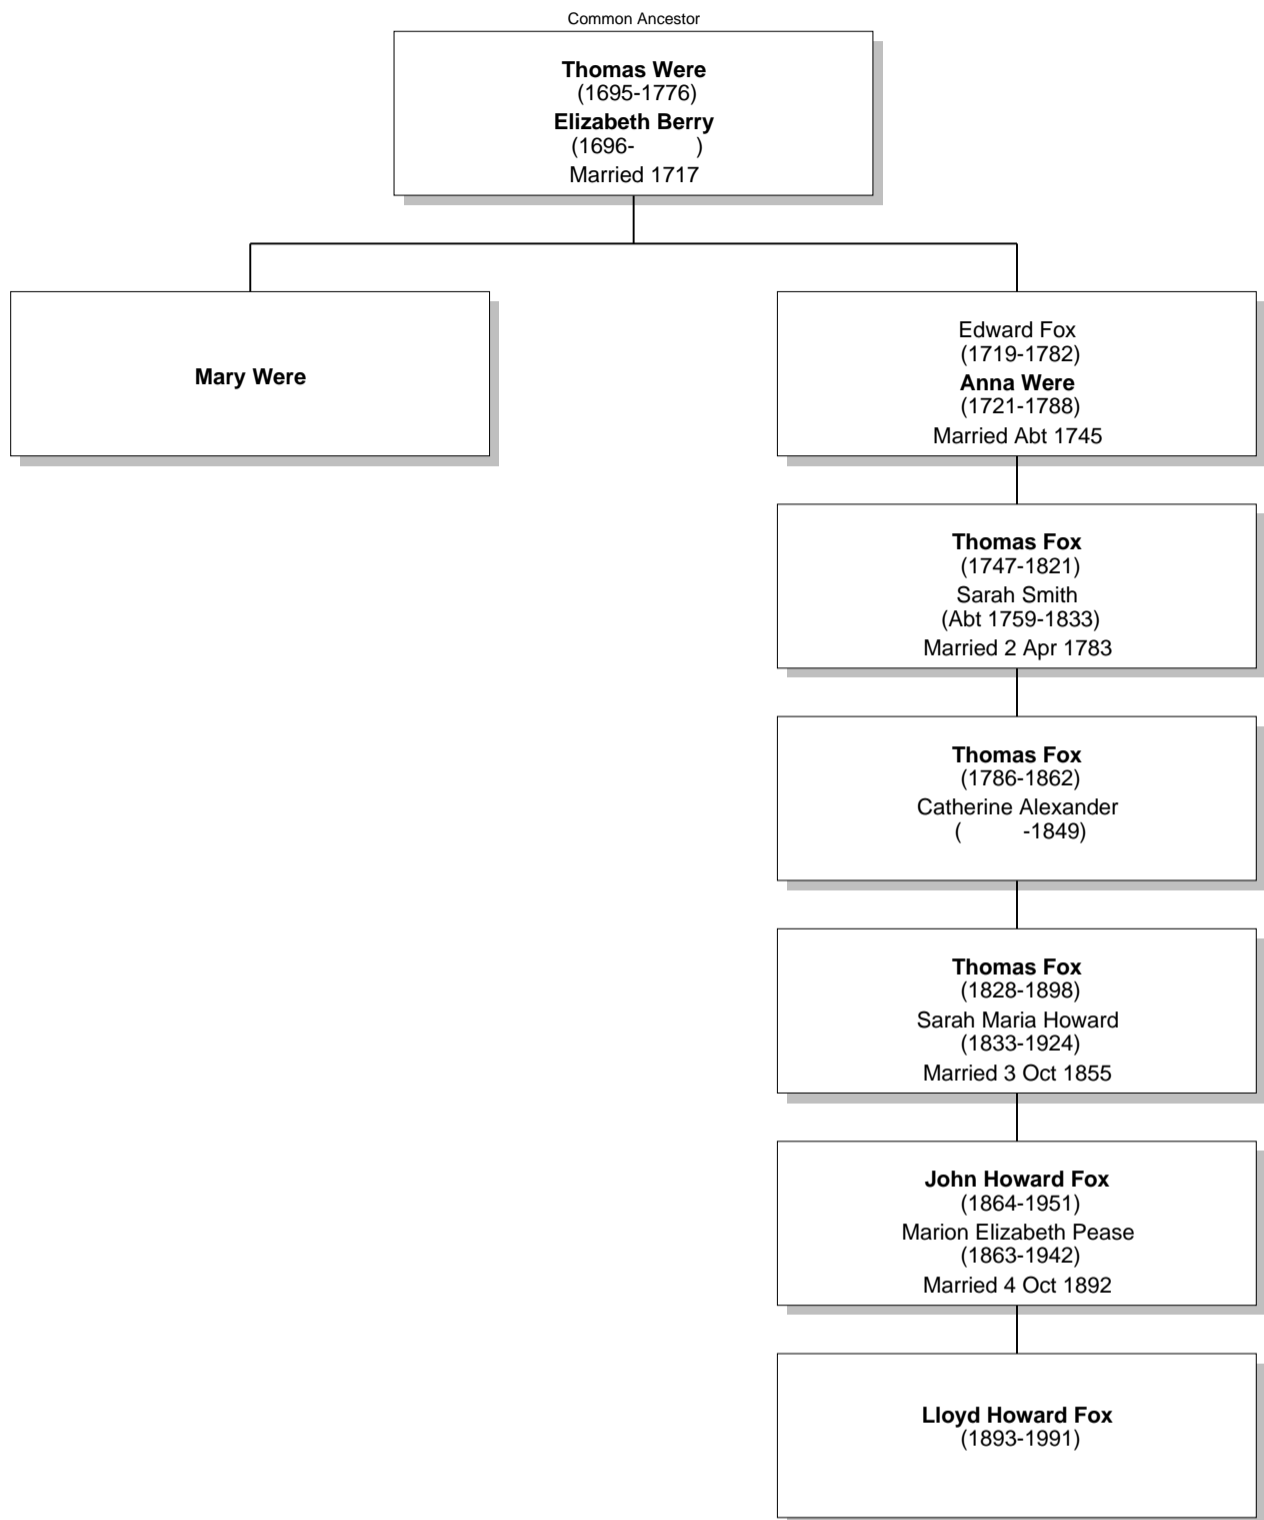 Common Ancestor
Thomas Were
(1695-1776)
Elizabeth Berry
(1696- )
Married 1717
Mary Were
Edward Fox
(1719-1782)
Anna Were
(1721-1788)
Married Abt 1745
Thomas Fox
(1747-1821)
Sarah Smith
(Abt 1759-1833)
Married 2 Apr 1783
Thomas Fox
(1786-1862)
Catherine Alexander
( -1849)
Thomas Fox
(1828-1898)
Sarah Maria Howard
(1833-1924)
Married 3 Oct 1855
John Howard Fox
(1864-1951)
Marion Elizabeth Pease
(1863-1942)
Married 4 Oct 1892
Lloyd Howard Fox
(1893-1991)